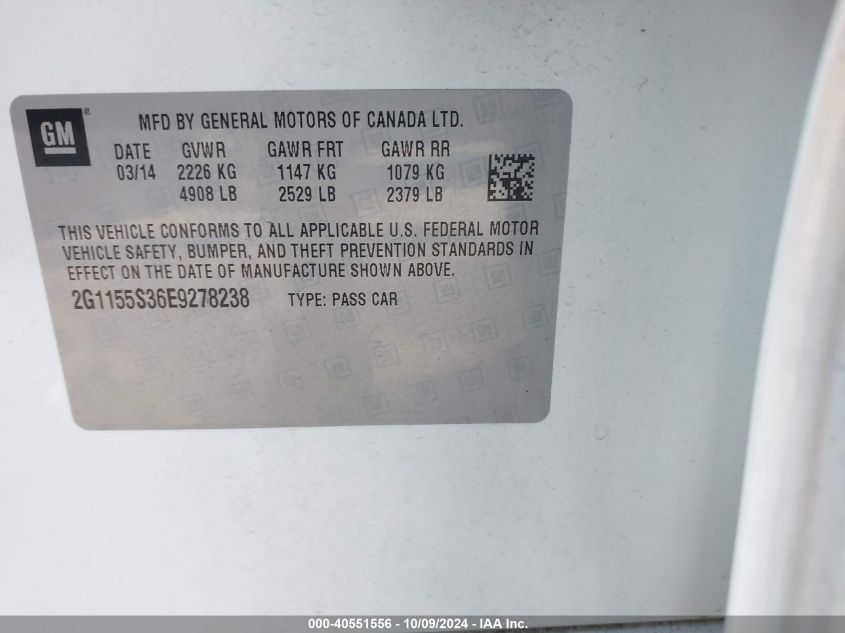 GM®
MFD BY GENERAL MOTORS OF CANADA LTD.
DATE GVWR GAWR FRT GAWR RR
03/14 2226 KG 1147 KG 1079 KG
4908 LB 2529 LB 2379 LB
THIS VEHICLE CONFORMS TO ALL APPLICABLE U.S. FEDERAL MOTOR
VEHICLE SAFETY, BUMPER, AND THEFT PREVENTION STANDARDS IN
EFFECT ON THE DATE OF MANUFACTURE SHOWN ABOVE.
2G1155S36E9278238 TYPE: PASS CAR
000-40551556 - 10/09/2024 - IAA Inc.